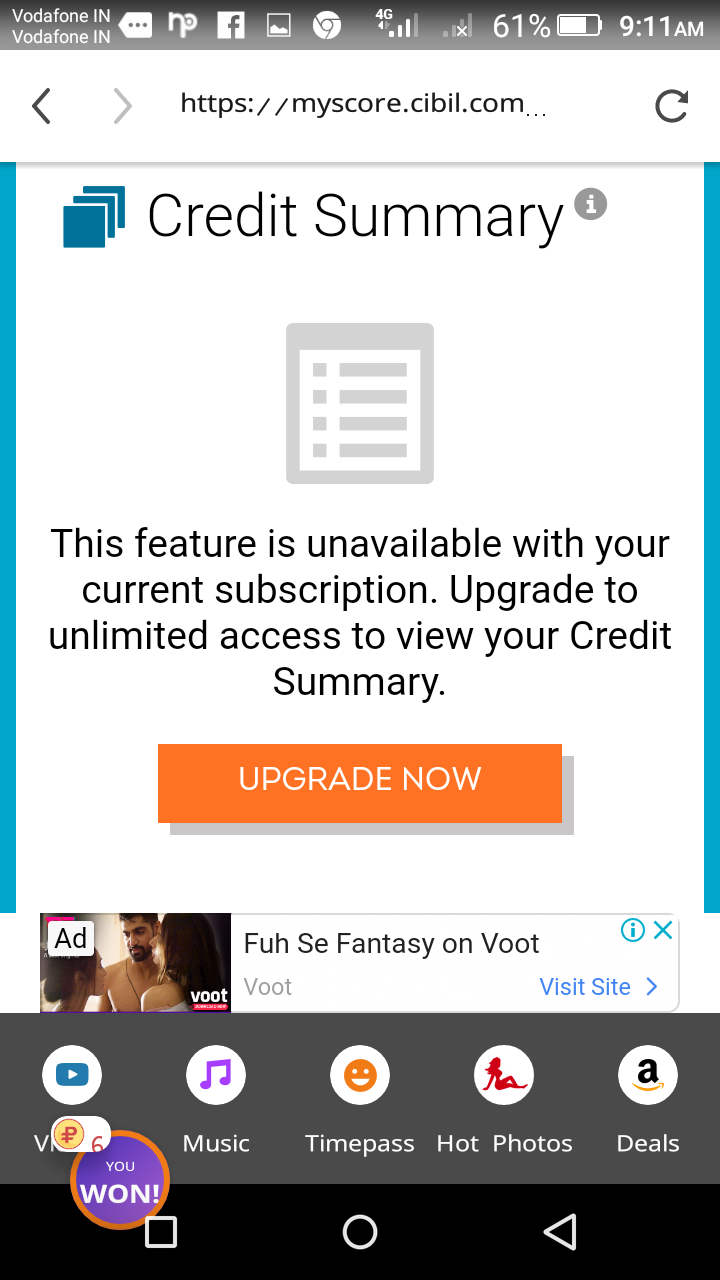 Vodafone IN
Vodafone IN
4G
61%
9:11AM
https://myscore.cibil.com...
Credit Summary
This feature is unavailable with your
current subscription. Upgrade to
unlimited access to view your Credit
Summary.
UPGRADE NOW
Ad
voot
Fuh Se Fantasy on Voot
Voot
Visit Site
Music
Timepass
Hot Photos
Deals
6
YOU
WON!